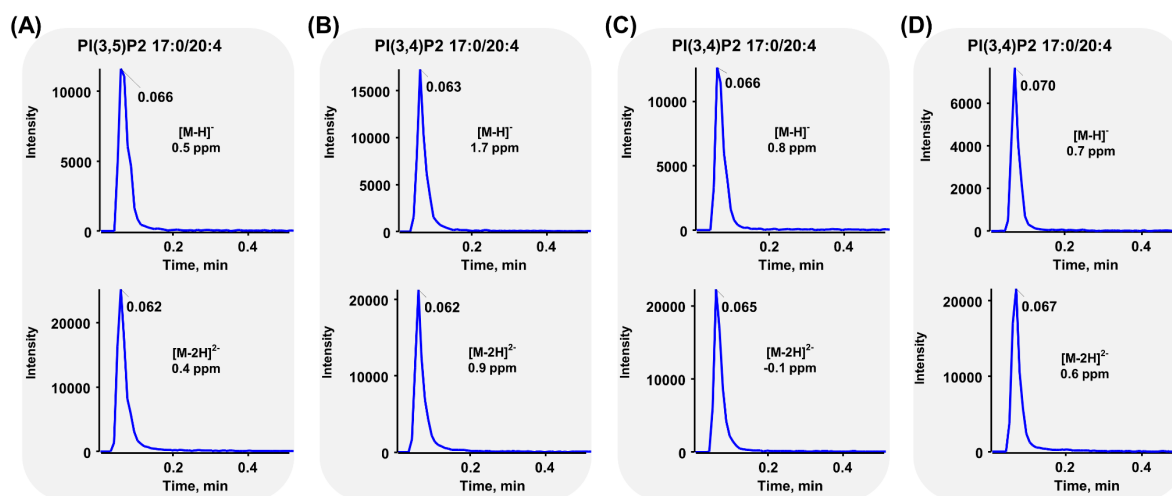 (A)
PI(3,5)P2 17:0/20:4
Intensity
10000
5000
0
0.066
[M-H]-
0.5 ppm
0.2
0.4
Time, min
Intensity
20000
10000
0
0.062
[M-2H]2-
0.4 ppm
0.2
0.4
Time, min
(B)
PI(3,4)P2 17:0/20:4
Intensity
15000
10000
5000
0
0.063
[M-H]-
1.7 ppm
0.2
0.4
Time, min
Intensity
20000
10000
0
0.062
[M-2H]2-
0.9 ppm
0.2
0.4
Time, min
(C)
PI(3,4)P2 17:0/20:4
Intensity
10000
5000
0
0.066
[M-H]-
0.8 ppm
0.2
0.4
Time, min
Intensity
20000
10000
0
0.065
[M-2H]2-
-0.1 ppm
0.2
0.4
Time, min
(D)
PI(3,4)P2 17:0/20:4
Intensity
6000
4000
2000
0
0.070
[M-H]-
0.7 ppm
0.2
0.4
Time, min
Intensity
20000
10000
0
0.067
[M-2H]2-
0.6 ppm
0.2
0.4
Time, min